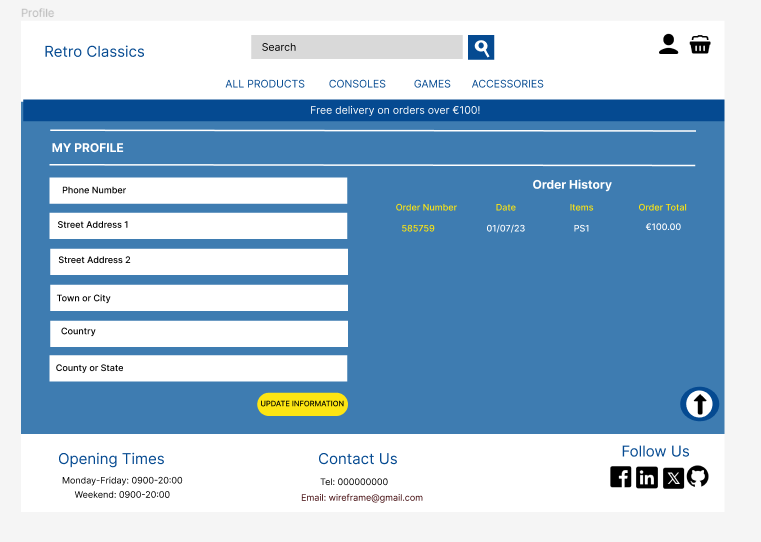 Profile
Retro Classics
Search
ALL PRODUCTS CONSOLES GAMES ACCESSORIES
Free delivery on orders over €100!
MY PROFILE
Phone Number
Street Address 1
Street Address 2
Town or City
Country
County or State
UPDATE INFORMATION
Order History
Order Number Date Items Order Total
585759 01/07/23 PS1 €100.00
Opening Times
Monday-Friday: 0900-20:00
Weekend: 0900-20:00
Contact Us
Tel: 000000000
Email: wireframe@gmail.com
Follow Us